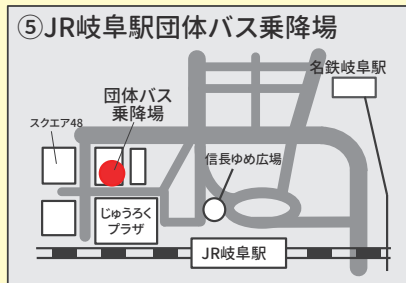 ⑤JR岐阜駅団体バス乗降場
名鉄岐阜駅
団体バス
乗降場
スクエア48
信長ゆめ広場
じゅうろく
プラザ
JR岐阜駅